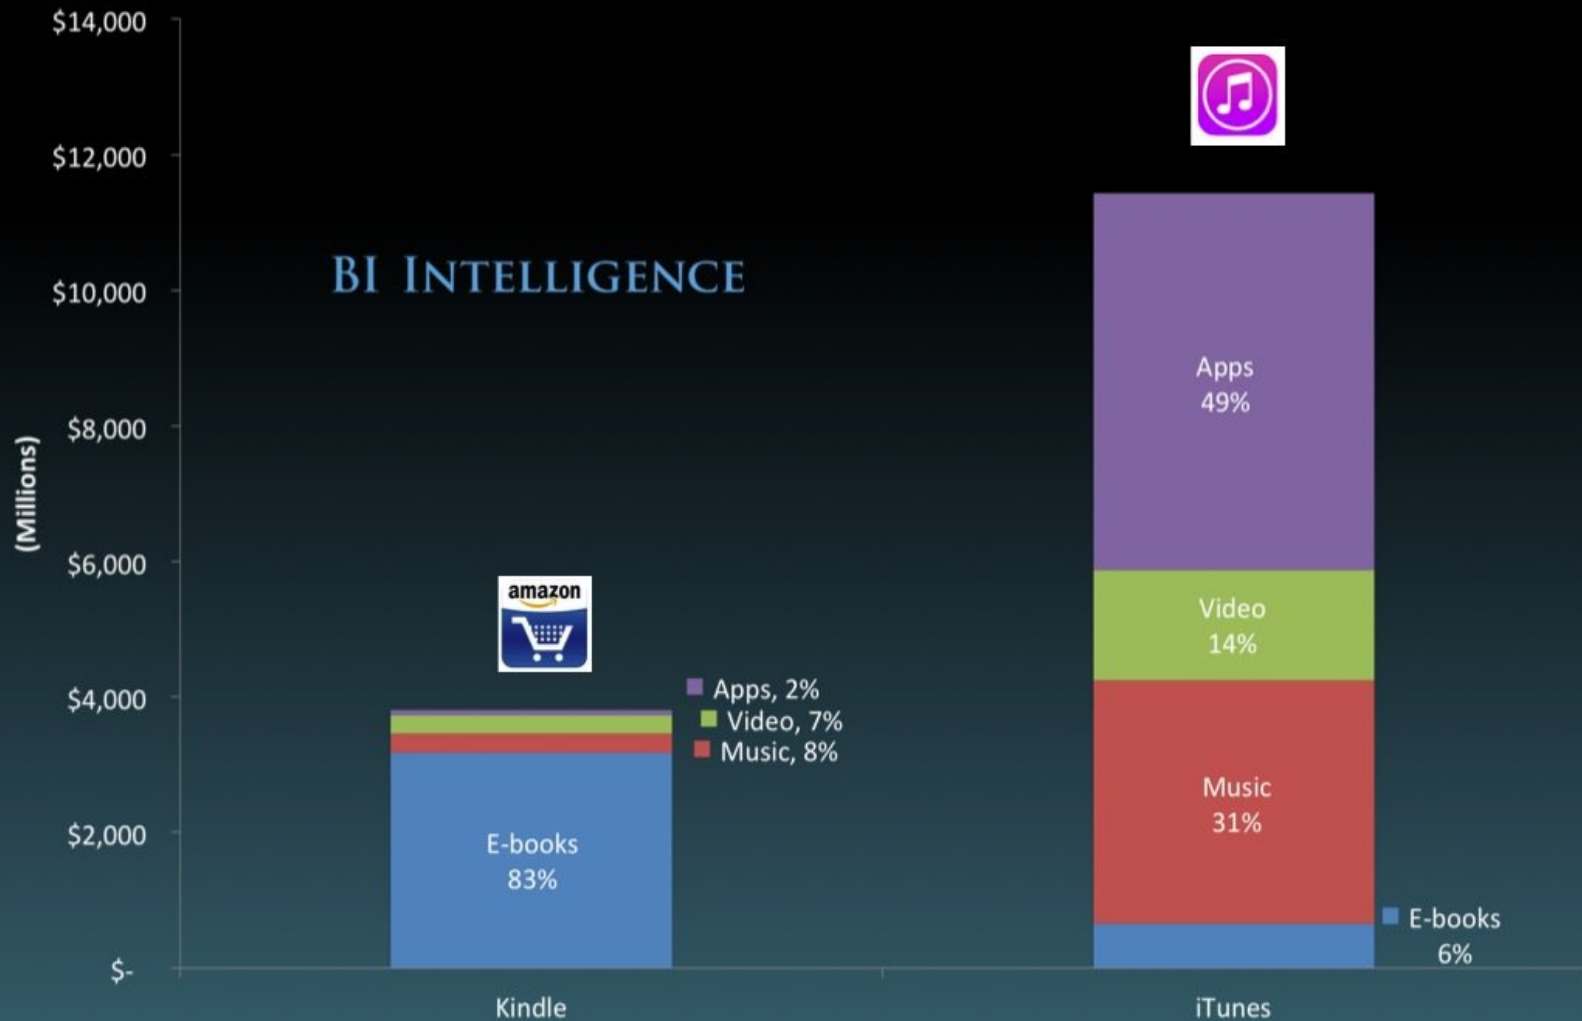 $14,000
$12,000
$10,000
$8,000
$6,000
$4,000
$2,000
$-
(Millions)
BI INTELLIGENCE
amazon
Apps, 2%
Video, 7%
Music, 8%
E-books
83%
Kindle
Apps
49%
Video
14%
Music
31%
E-books
6%
iTunes